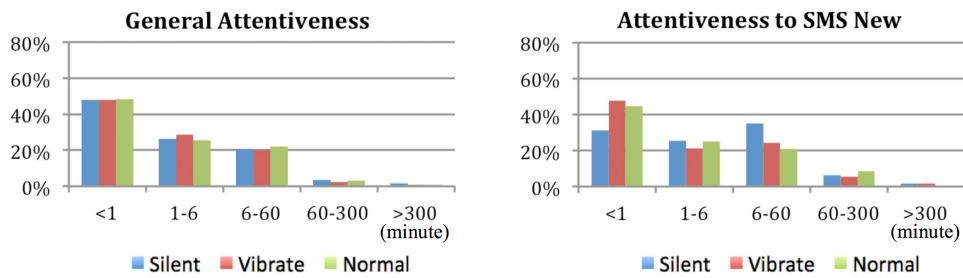 General Attentiveness
80%
60%
40%
20%
0%
<1 1-6 6-60 60-300 >300
(minute)
Silent Vibrate Normal
Attentiveness to SMS New
80%
60%
40%
20%
0%
<1 1-6 6-60 60-300 >300
(minute)
Silent Vibrate Normal